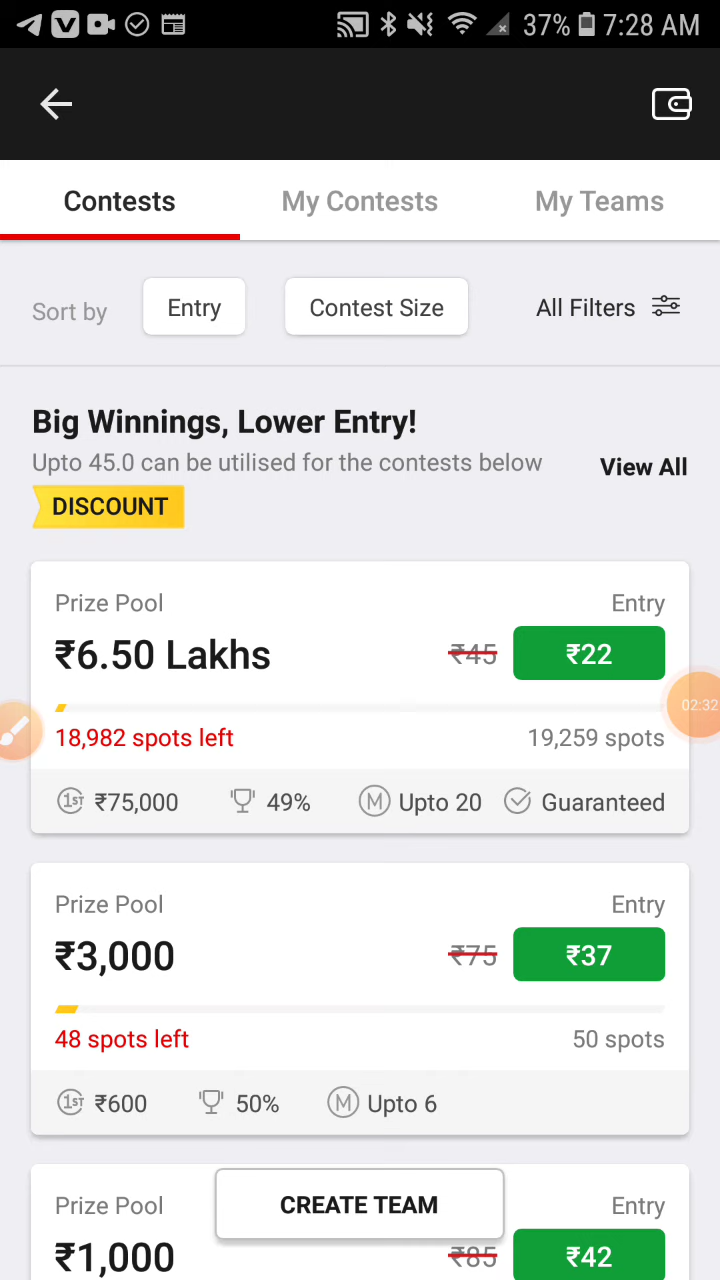 37% 7:28 AM
Contests My Contests My Teams
Sort by Entry Contest Size All Filters
Big Winnings, Lower Entry!
Upto 45.0 can be utilised for the contests below View All
DISCOUNT
Prize Pool Entry
₹6.50 Lakhs ₹45 ₹22
02:32
18,982 spots left 19,259 spots
1ST ₹75,000 49% M Upto 20 Guaranteed
Prize Pool Entry
₹3,000 ₹75 ₹37
48 spots left 50 spots
1ST ₹600 50% M Upto 6
Prize Pool CREATE TEAM Entry
₹1,000 ₹85 ₹42